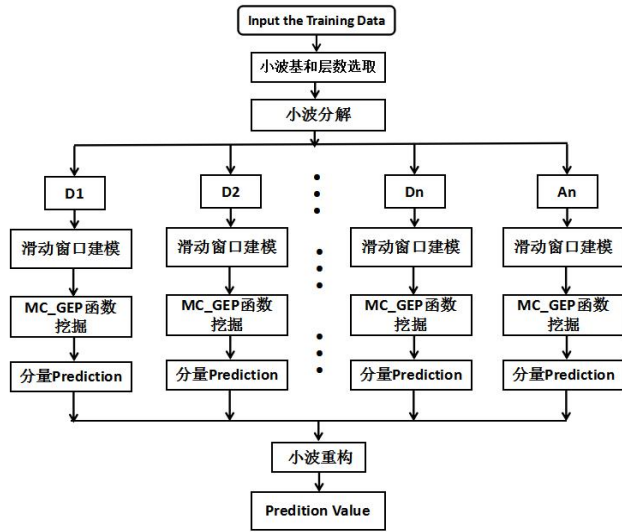 Input the Training Data
小波基和层数选取
小波分解
D1
D2
Dn
An
滑动窗口建模
滑动窗口建模
滑动窗口建模
滑动窗口建模
MC_GEP函数
挖掘
MC_GEP函数
挖掘
MC_GEP函数
挖掘
MC_GEP函数
挖掘
分量Prediction
分量Prediction
分量Prediction
分量Prediction
小波重构
Predition Value